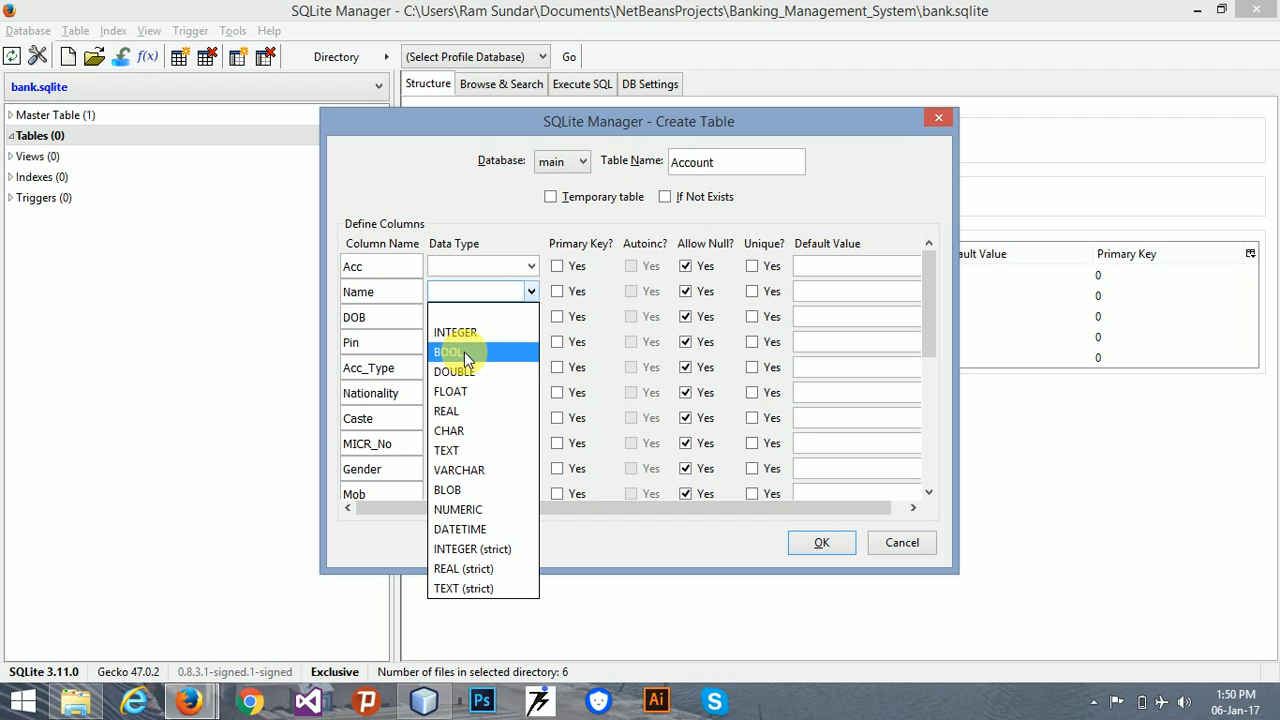 SQLite Manager - C:\Users\Ram Sundar\Documents\NetBeansProjects\Banking_Management_System\bank.sqlite
Database Table Index View Trigger Tools Help
f(x) Directory (Select Profile Database) Go
bank.sqlite
Structure Browse & Search Execute SQL DB Settings
Master Table (1)
Tables (0)
Views (0)
Indexes (0)
Triggers (0)
SQLite Manager - Create Table
Database: main Table Name: Account
Temporary table If Not Exists
Define Columns
Column Name Data Type Primary Key? Autoinc? Allow Null? Unique? Default Value
Acc Yes Yes Yes Yes
Name Yes Yes Yes Yes
DOB Yes Yes Yes Yes
Pin Yes Yes Yes Yes
Acc_Type Yes Yes Yes Yes
Nationality Yes Yes Yes Yes
Caste Yes Yes Yes Yes
MICR_No Yes Yes Yes Yes
Gender Yes Yes Yes Yes
Mob Yes Yes Yes Yes
INTEGER
BOOL
DOUBLE
FLOAT
REAL
CHAR
TEXT
VARCHAR
BLOB
NUMERIC
DATETIME
INTEGER (strict)
REAL (strict)
TEXT (strict)
OK Cancel
Value Primary Key
0
0
0
0
0
SQLite 3.11.0 Gecko 47.0.2 0.8.3.1-signed.1-signed Exclusive Number of files in selected directory: 6
Ps Ai
1:50 PM
06-Jan-17